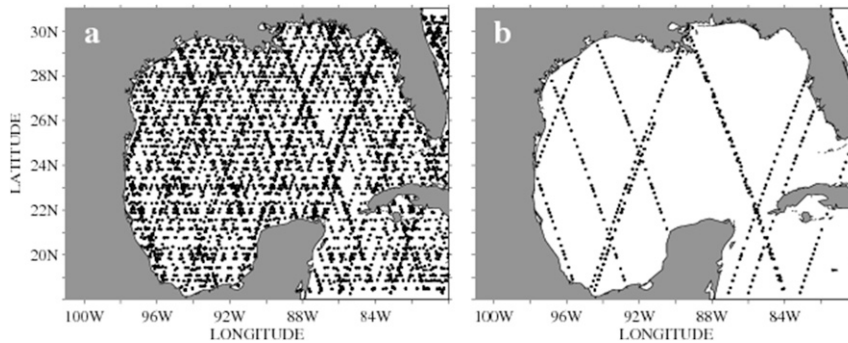 a
b
30N
28N
26N
24N
22N
20N
LATITUDE
100W 96W 92W 88W 84W
LONGITUDE
100W 96W 92W 88W 84W
LONGITUDE